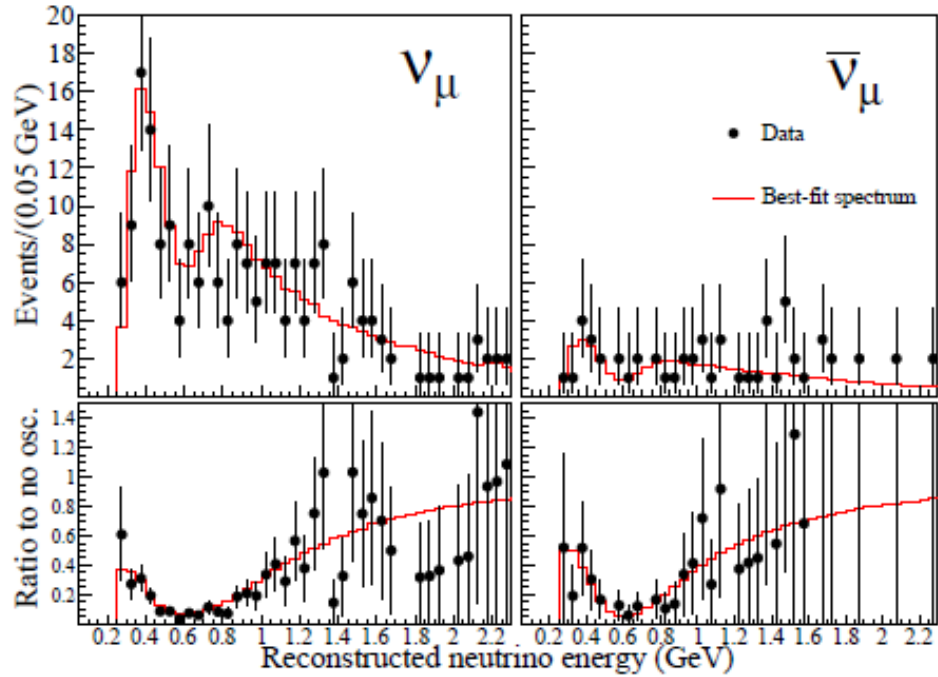 20
18
16
14
12
10
8
6
4
2
Events/(0.05 GeV)
ν_μ
ν̅_μ
Data
Best-fit spectrum
1.4
1.2
1
0.8
0.6
0.4
0.2
Ratio to no osc.
0.2 0.4 0.6 0.8 1 1.2 1.4 1.6 1.8 2 2.2
0.2 0.4 0.6 0.8 1 1.2 1.4 1.6 1.8 2 2.2
Reconstructed neutrino energy (GeV)